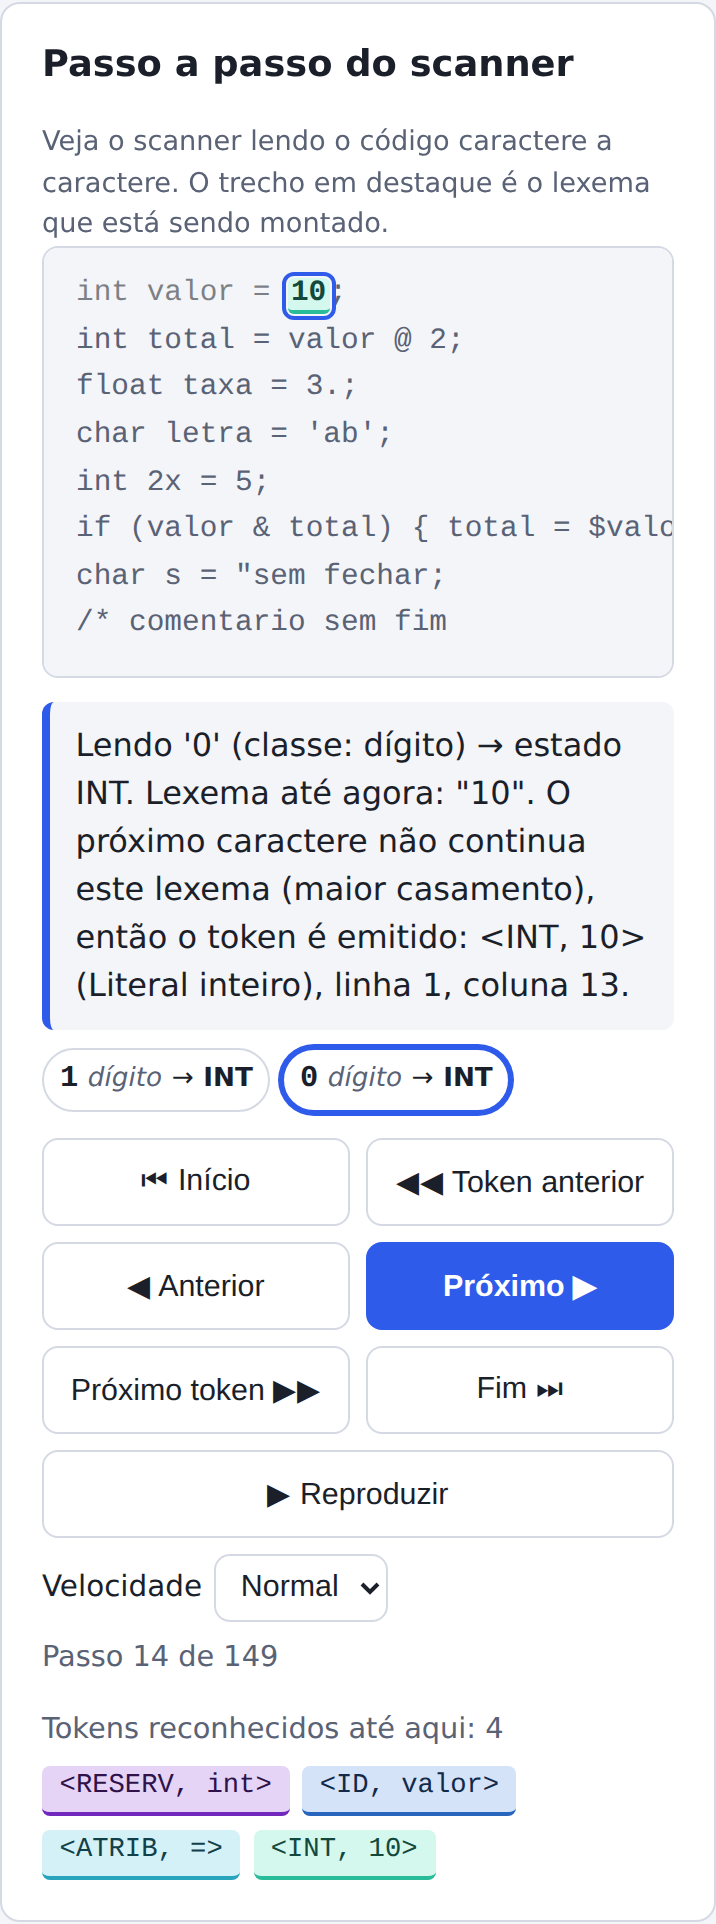 Passo a passo do scanner
Veja o scanner lendo o código caractere a
caractere. O trecho em destaque é o lexema
que está sendo montado.
int valor = 10;
int total = valor @ 2;
float taxa = 3.;
char letra = 'ab';
int 2x = 5;
if (valor & total) { total = $valo
char s = "sem fechar;
/* comentario sem fim
Lendo '0' (classe: dígito) → estado
INT. Lexema até agora: "10". O
próximo caractere não continua
este lexema (maior casamento),
então o token é emitido: <INT, 10>
(Literal inteiro), linha 1, coluna 13.
1 dígito → INT 0 dígito → INT
⏮ Início ◀◀ Token anterior
◀ Anterior Próximo ▶
Próximo token ▶▶ Fim ⏭
▶ Reproduzir
Velocidade Normal
Passo 14 de 149
Tokens reconhecidos até aqui: 4
<RESERV, int> <ID, valor>
<ATRIB, => <INT, 10>